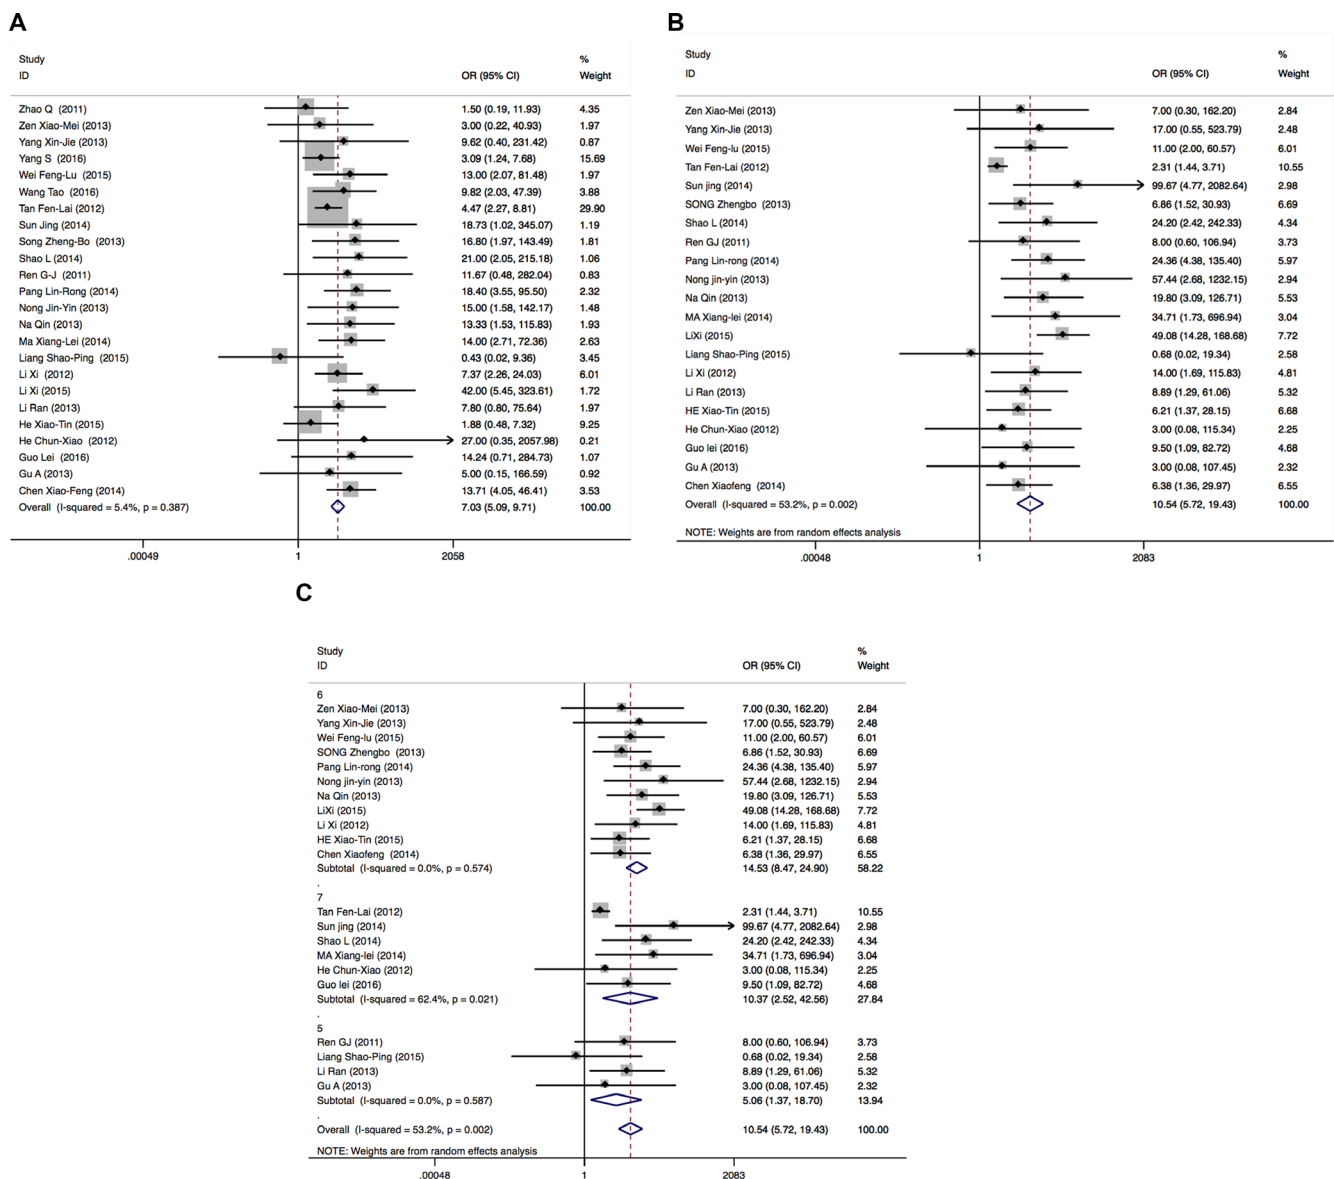 A
Study %
ID OR (95% CI) Weight
Zhao Q (2011) 1.50 (0.19, 11.93) 4.35
Zen Xiao-Mei (2013) 3.00 (0.22, 40.93) 1.97
Yang Xin-Jie (2013) 9.62 (0.40, 231.42) 0.87
Yang S (2016) 3.09 (1.24, 7.68) 15.69
Wei Feng-Lu (2015) 13.00 (2.07, 81.48) 1.97
Wang Tao (2016) 9.82 (2.03, 47.39) 3.88
Tan Fen-Lai (2012) 4.47 (2.27, 8.81) 29.90
Sun Jing (2014) 18.73 (1.02, 345.07) 1.19
Song Zheng-Bo (2013) 16.80 (1.97, 143.49) 1.81
Shao L (2014) 21.00 (2.05, 215.18) 1.06
Ren G-J (2011) 11.67 (0.48, 282.04) 0.83
Pang Lin-Rong (2014) 18.40 (3.55, 95.50) 2.32
Nong Jin-Yin (2013) 15.00 (1.58, 142.17) 1.48
Na Qin (2013) 13.33 (1.53, 115.83) 1.93
Ma Xiang-Lei (2014) 14.00 (2.71, 72.36) 2.63
Liang Shao-Ping (2015) 0.43 (0.02, 9.36) 3.45
Li Xi (2012) 7.37 (2.26, 24.03) 6.01
Li Xi (2015) 42.00 (5.45, 323.61) 1.72
Li Ran (2013) 7.80 (0.80, 75.64) 1.97
He Xiao-Tin (2015) 1.88 (0.48, 7.32) 9.25
He Chun-Xiao (2012) 27.00 (0.35, 2057.98) 0.21
Guo Lei (2016) 14.24 (0.71, 284.73) 1.07
Gu A (2013) 5.00 (0.15, 166.59) 0.92
Chen Xiao-Feng (2014) 13.71 (4.05, 46.41) 3.53
Overall (I-squared = 5.4%, p = 0.387) 7.03 (5.09, 9.71) 100.00
.00049 1 2058
B
Study %
ID OR (95% CI) Weight
Zen Xiao-Mei (2013) 7.00 (0.30, 162.20) 2.84
Yang Xin-Jie (2013) 17.00 (0.55, 523.79) 2.48
Wei Feng-lu (2015) 11.00 (2.00, 60.57) 6.01
Tan Fen-Lai (2012) 2.31 (1.44, 3.71) 10.55
Sun jing (2014) 99.67 (4.77, 2082.64) 2.98
SONG Zhengbo (2013) 6.86 (1.52, 30.93) 6.69
Shao L (2014) 24.20 (2.42, 242.33) 4.34
Ren GJ (2011) 8.00 (0.60, 106.94) 3.73
Pang Lin-rong (2014) 24.36 (4.38, 135.40) 5.97
Nong jin-yin (2013) 57.44 (2.68, 1232.15) 2.94
Na Qin (2013) 19.80 (3.09, 126.71) 5.53
MA Xiang-lei (2014) 34.71 (1.73, 696.94) 3.04
LiXi (2015) 49.08 (14.28, 168.68) 7.72
Liang Shao-Ping (2015) 0.68 (0.02, 19.34) 2.58
Li Xi (2012) 14.00 (1.69, 115.83) 4.81
Li Ran (2013) 8.89 (1.29, 61.06) 5.32
HE Xiao-Tin (2015) 6.21 (1.37, 28.15) 6.68
He Chun-Xiao (2012) 3.00 (0.08, 115.34) 2.25
Guo lei (2016) 9.50 (1.09, 82.72) 4.68
Gu A (2013) 3.00 (0.08, 107.45) 2.32
Chen Xiaofeng (2014) 6.38 (1.36, 29.97) 6.55
Overall (I-squared = 53.2%, p = 0.002) 10.54 (5.72, 19.43) 100.00
NOTE: Weights are from random effects analysis
.00048 1 2083
C
Study %
ID OR (95% CI) Weight
6
Zen Xiao-Mei (2013) 7.00 (0.30, 162.20) 2.84
Yang Xin-Jie (2013) 17.00 (0.55, 523.79) 2.48
Wei Feng-lu (2015) 11.00 (2.00, 60.57) 6.01
SONG Zhengbo (2013) 6.86 (1.52, 30.93) 6.69
Pang Lin-rong (2014) 24.36 (4.38, 135.40) 5.97
Nong jin-yin (2013) 57.44 (2.68, 1232.15) 2.94
Na Qin (2013) 19.80 (3.09, 126.71) 5.53
LiXi (2015) 49.08 (14.28, 168.68) 7.72
Li Xi (2012) 14.00 (1.69, 115.83) 4.81
HE Xiao-Tin (2015) 6.21 (1.37, 28.15) 6.68
Chen Xiaofeng (2014) 6.38 (1.36, 29.97) 6.55
Subtotal (I-squared = 0.0%, p = 0.574) 14.53 (8.47, 24.90) 58.22
.
7
Tan Fen-Lai (2012) 2.31 (1.44, 3.71) 10.55
Sun jing (2014) 99.67 (4.77, 2082.64) 2.98
Shao L (2014) 24.20 (2.42, 242.33) 4.34
MA Xiang-lei (2014) 34.71 (1.73, 696.94) 3.04
He Chun-Xiao (2012) 3.00 (0.08, 115.34) 2.25
Guo lei (2016) 9.50 (1.09, 82.72) 4.68
Subtotal (I-squared = 62.4%, p = 0.021) 10.37 (2.52, 42.56) 27.84
.
5
Ren GJ (2011) 8.00 (0.60, 106.94) 3.73
Liang Shao-Ping (2015) 0.68 (0.02, 19.34) 2.58
Li Ran (2013) 8.89 (1.29, 61.06) 5.32
Gu A (2013) 3.00 (0.08, 107.45) 2.32
Subtotal (I-squared = 0.0%, p = 0.587) 5.06 (1.37, 18.70) 13.94
.
Overall (I-squared = 53.2%, p = 0.002) 10.54 (5.72, 19.43) 100.00
NOTE: Weights are from random effects analysis
.00048 1 2083